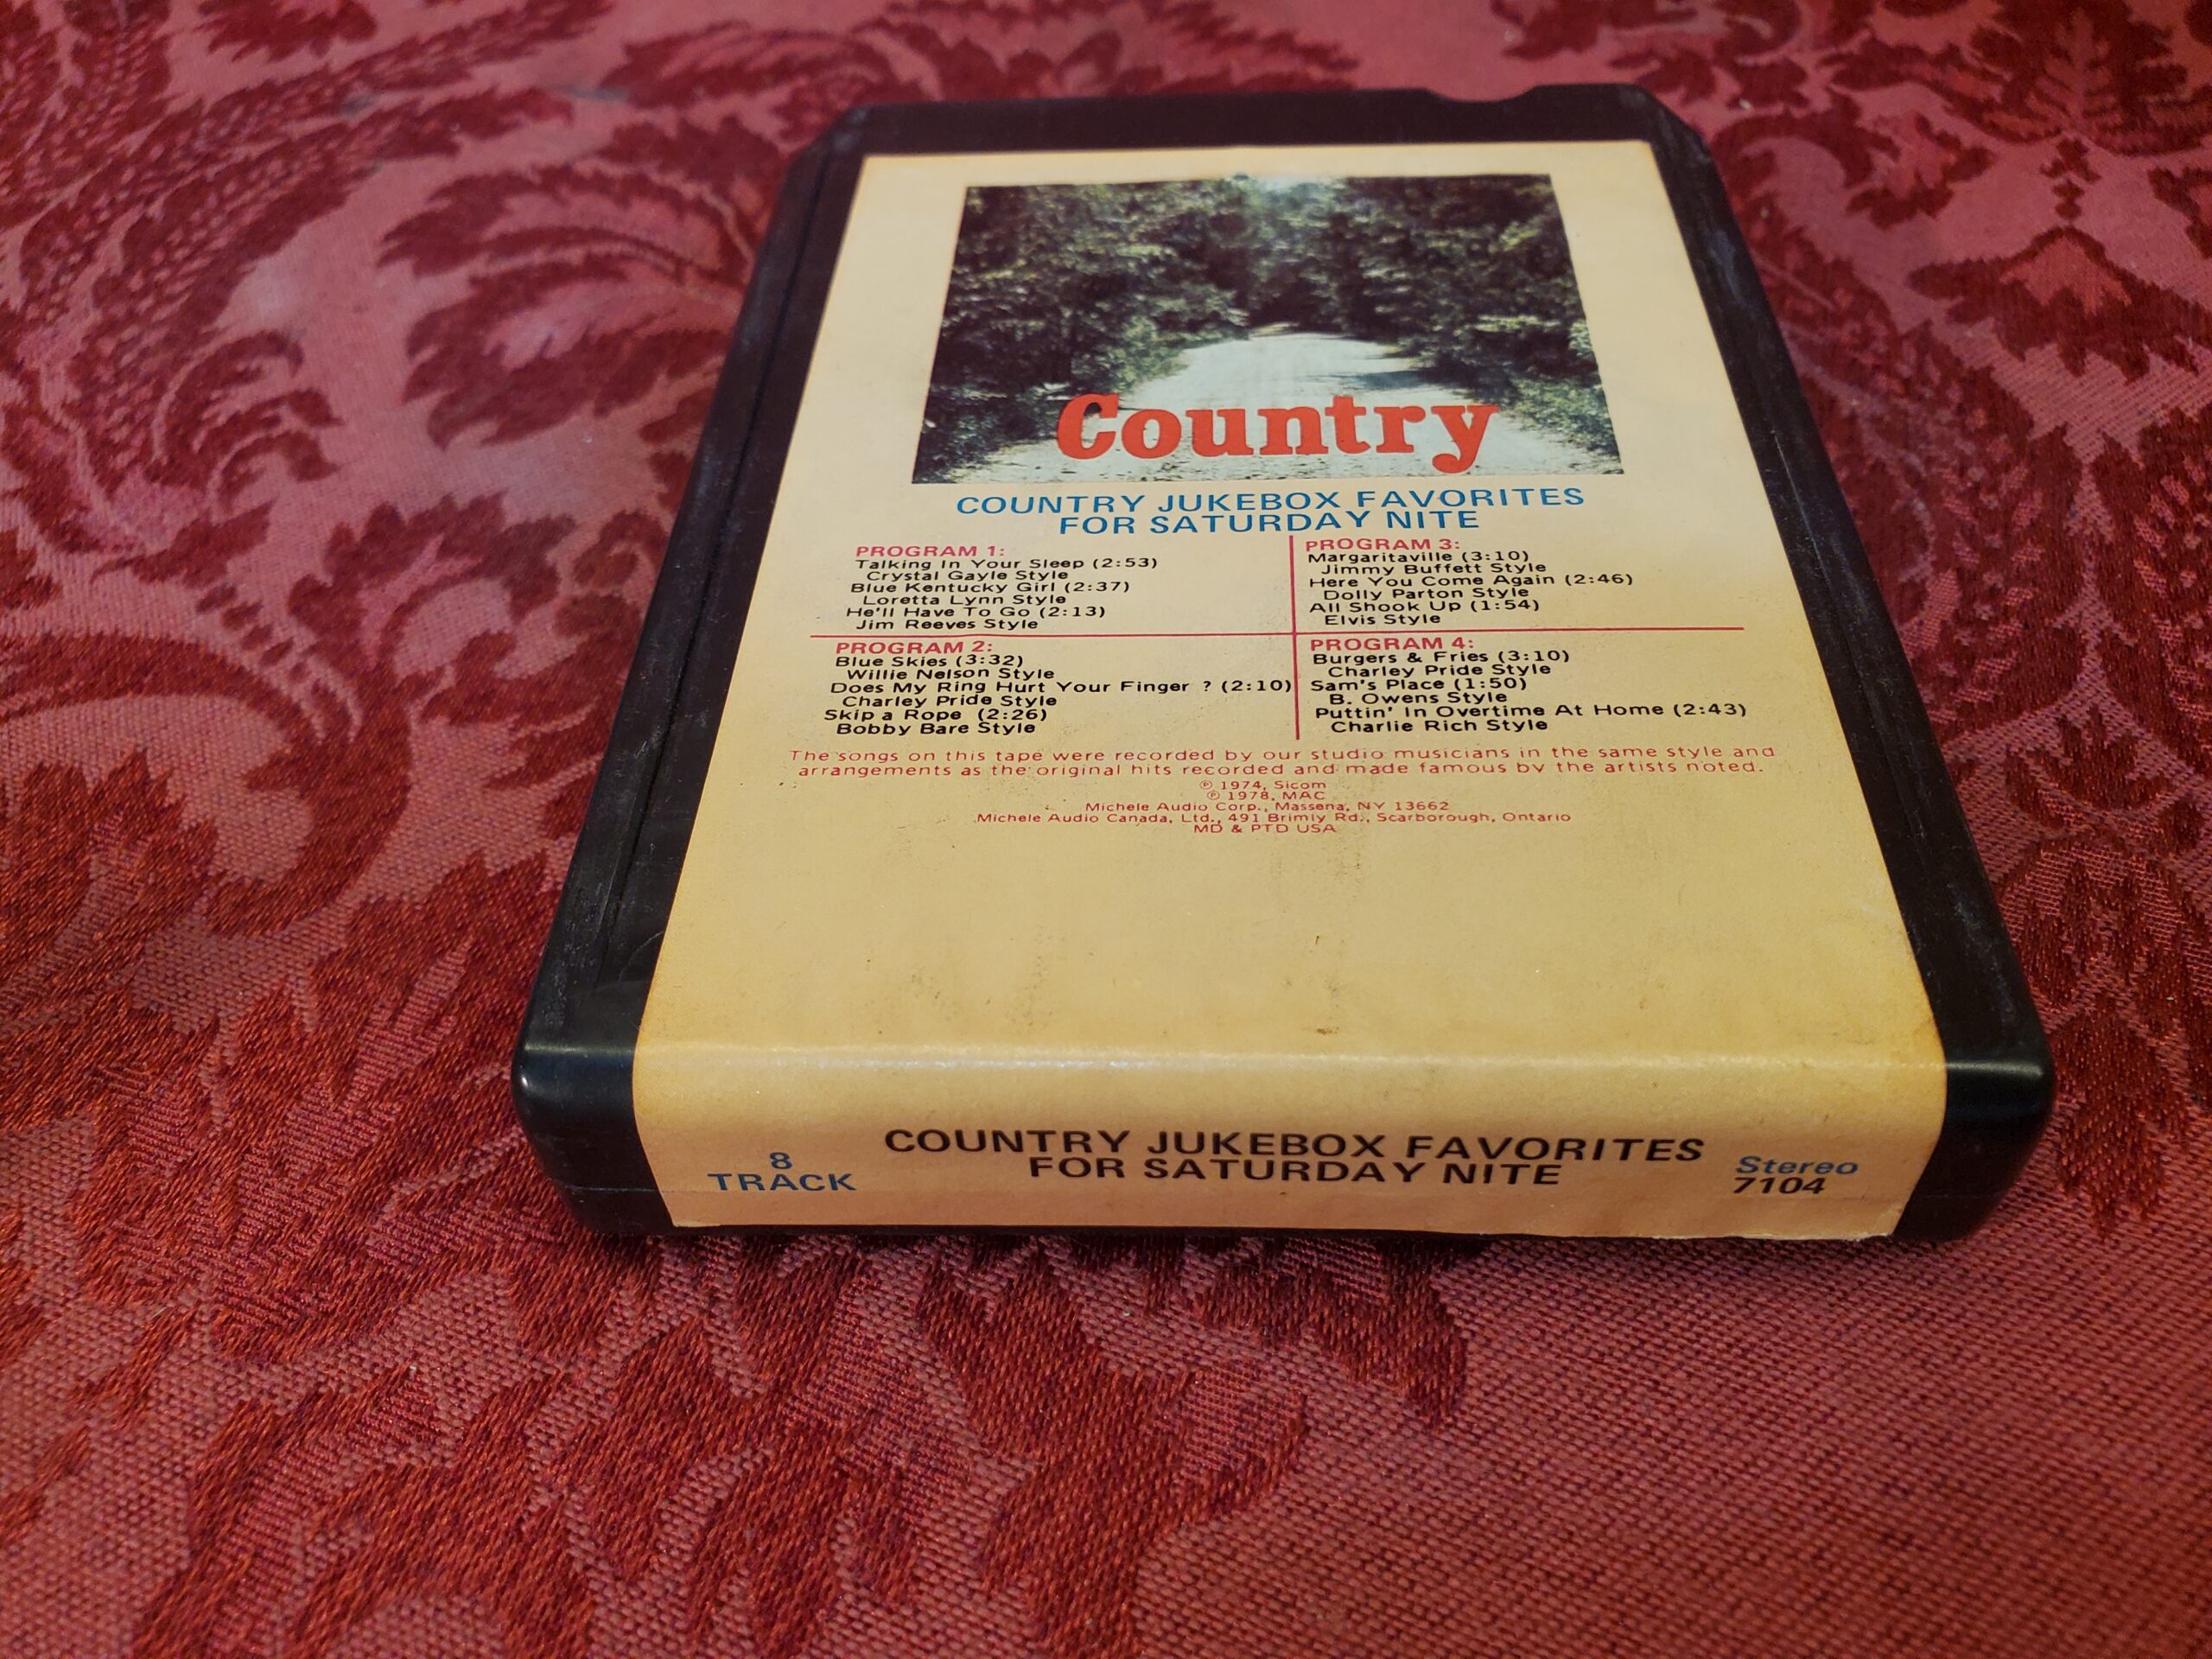 Country
COUNTRY JUKEBOX FAVORITES
FOR SATURDAY NITE
PROGRAM 1:
Talking In Your Sleep (2:53)
Crystal Gayle Style
Blue Kentucky Girl (2:37)
Loretta Lynn Style
He'll Have To Go (2:13)
Jim Reeves Style
PROGRAM 2:
Blue Skies (3:32)
Willie Nelson Style
Does My Ring Hurt Your Finger ? (2:10)
Charley Pride Style
Skip a Rope (2:26)
Bobby Bare Style
PROGRAM 3:
Margaritaville (3:10)
Jimmy Buffett Style
Here You Come Again (2:46)
Dolly Parton Style
All Shook Up (1:54)
Elvis Style
PROGRAM 4:
Burgers & Fries (3:10)
Charley Pride Style
Sam's Place (1:50)
B. Owens Style
Puttin' In Overtime At Home (2:43)
Charlie Rich Style
The songs on this tape were recorded by our studio musicians in the same style and
arrangements as the original hits recorded and made famous by the artists noted.
℗ 1974, Sicom
℗ 1978, MAC
Michele Audio Corp., Massena, NY 13662
Michele Audio Canada, Ltd., 491 Brimly Rd., Scarborough, Ontario
MD & PTD USA
8
TRACK
COUNTRY JUKEBOX FAVORITES
FOR SATURDAY NITE
Stereo
7104